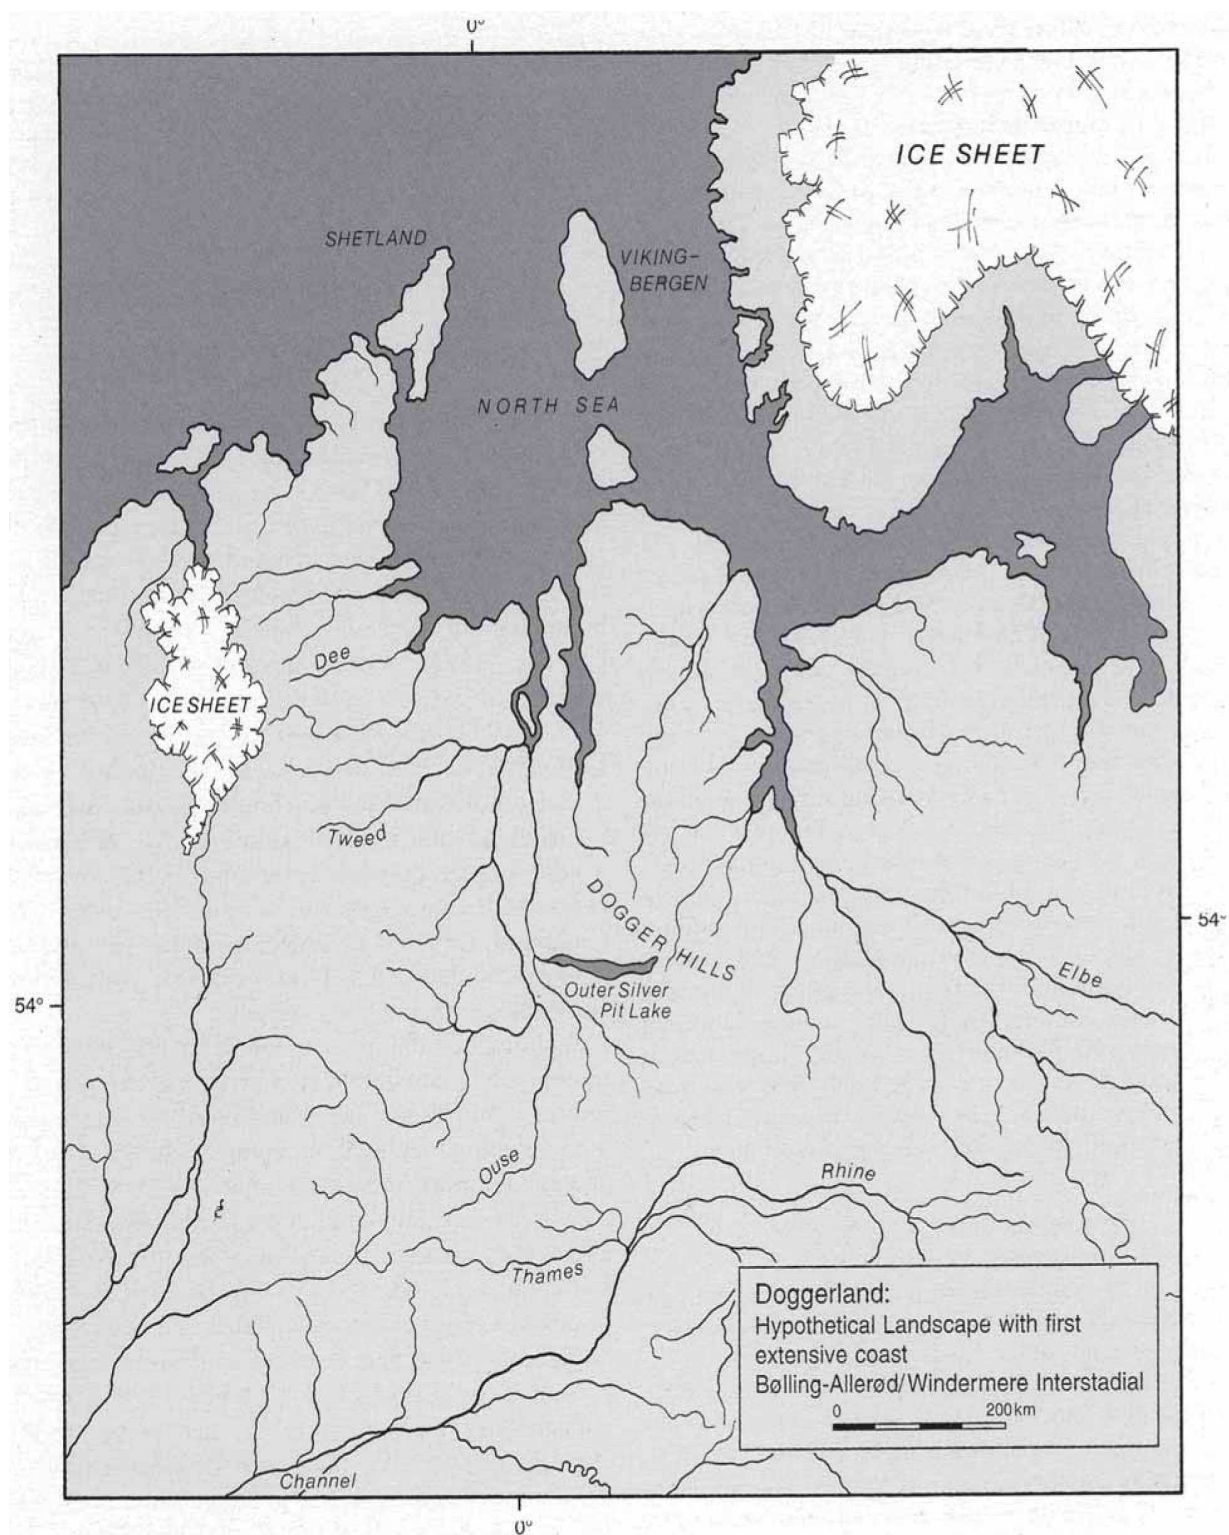 0°
ICE SHEET
SHETLAND
VIKING-
BERGEN
NORTH SEA
Dee
ICE SHEET
Tweed
DOGGER HILLS
54°
Elbe
Outer Silver
Pit Lake
54°
Ouse
Rhine
Thames
Doggerland:
Hypothetical Landscape with first
extensive coast
Bølling-Allerød/Windermere Interstadial
0 200 km
Channel
0°